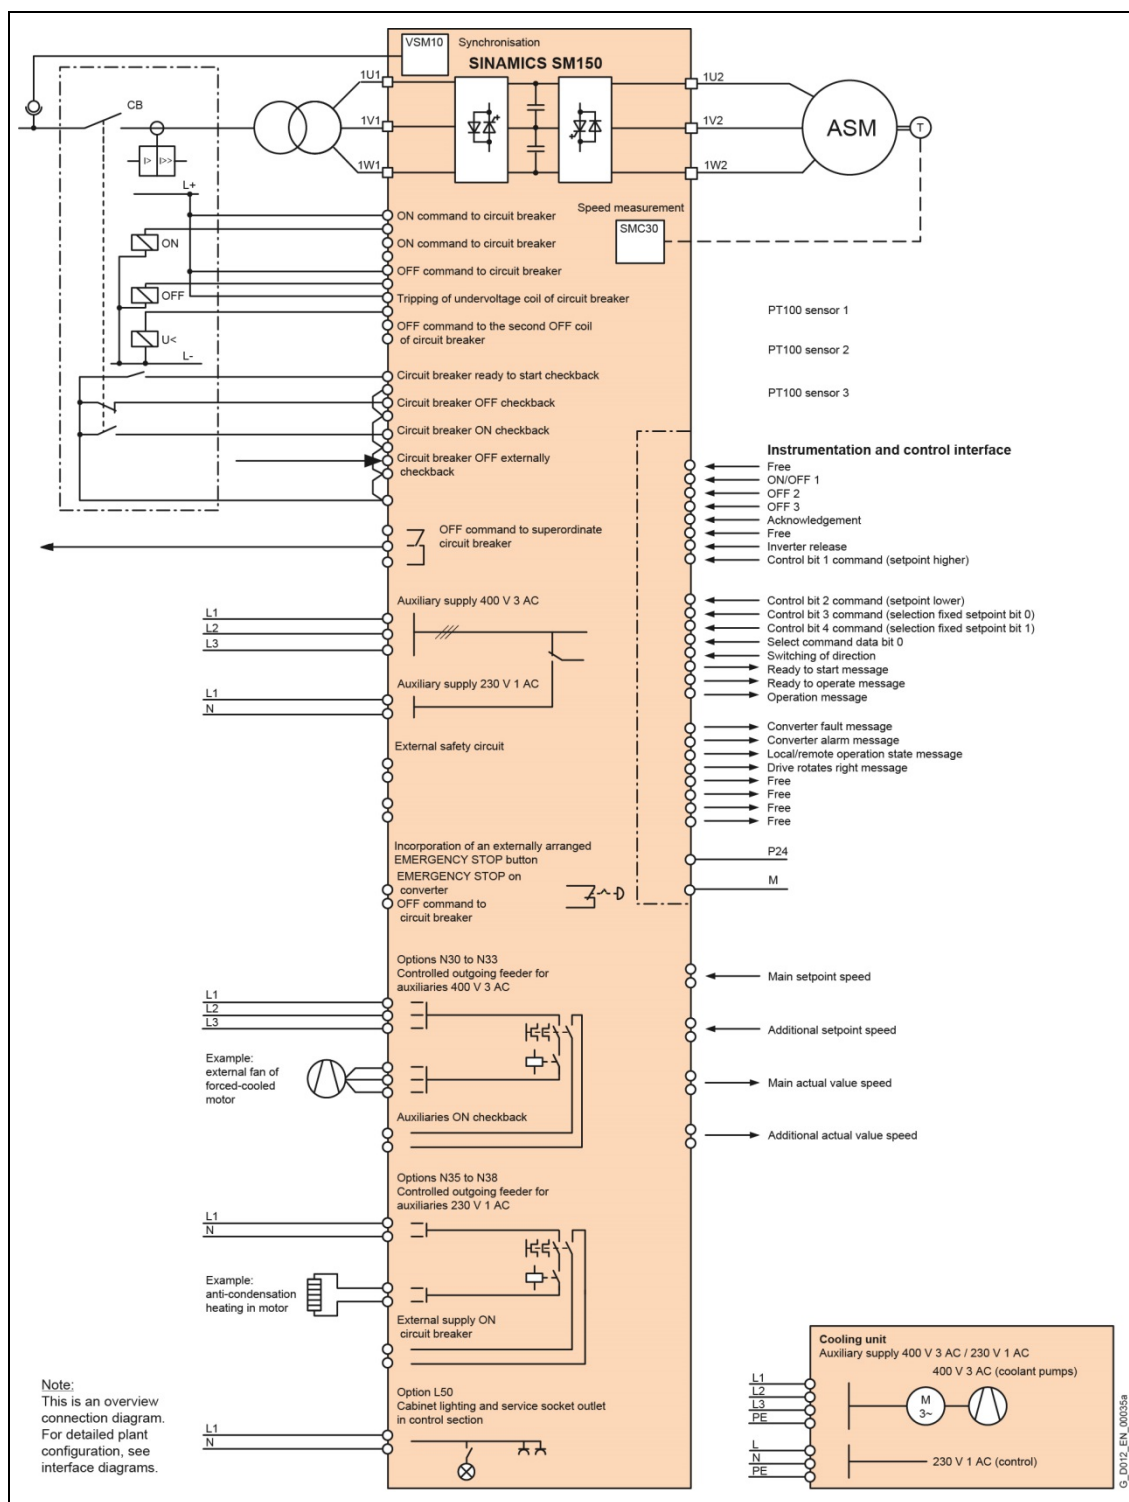 VSM10
Synchronisation
SINAMICS SM150
1U1
1U2
CB
1V1
1V2
ASM
T
I>
I>>
1W1
1W2
L+
Speed measurement
SMC30
ON command to circuit breaker
ON
ON command to circuit breaker
OFF command to circuit breaker
OFF
Tripping of undervoltage coil of circuit breaker
U<
OFF command to the second OFF coil
of circuit breaker
L-
PT100 sensor 1
PT100 sensor 2
PT100 sensor 3
Circuit breaker ready to start checkback
Circuit breaker OFF checkback
Circuit breaker ON checkback
Circuit breaker OFF externally
checkback
OFF command to superordinate
circuit breaker
Instrumentation and control interface
Free
ON/OFF 1
OFF 2
OFF 3
Acknowledgement
Free
Inverter release
Control bit 1 command (setpoint higher)
Control bit 2 command (setpoint lower)
Control bit 3 command (selection fixed setpoint bit 0)
Control bit 4 command (selection fixed setpoint bit 1)
Select command data bit 0
Switching of direction
Ready to start message
Ready to operate message
Operation message
Converter fault message
Converter alarm message
Local/remote operation state message
Drive rotates right message
Free
Free
Free
Free
P24
M
Auxiliary supply 400 V 3 AC
L1
L2
L3
Auxiliary supply 230 V 1 AC
L1
N
External safety circuit
Incorporation of an externally arranged
EMERGENCY STOP button
EMERGENCY STOP on
converter
OFF command to
circuit breaker
Options N30 to N33
Controlled outgoing feeder for
auxiliaries 400 V 3 AC
L1
L2
L3
Example:
external fan of
forced-cooled
motor
Auxiliaries ON checkback
Main setpoint speed
Additional setpoint speed
Main actual value speed
Additional actual value speed
Options N35 to N38
Controlled outgoing feeder for
auxiliaries 230 V 1 AC
L1
N
Example:
anti-condensation
heating in motor
External supply ON
circuit breaker
Note:
This is an overview
connection diagram.
For detailed plant
configuration, see
interface diagrams.
Option L50
Cabinet lighting and service socket outlet
in control section
L1
N
Cooling unit
Auxiliary supply 400 V 3 AC / 230 V 1 AC
400 V 3 AC (coolant pumps)
L1
L2
L3
PE
M
3~
L
N
PE
230 V 1 AC (control)
G_D012_EN_00035a